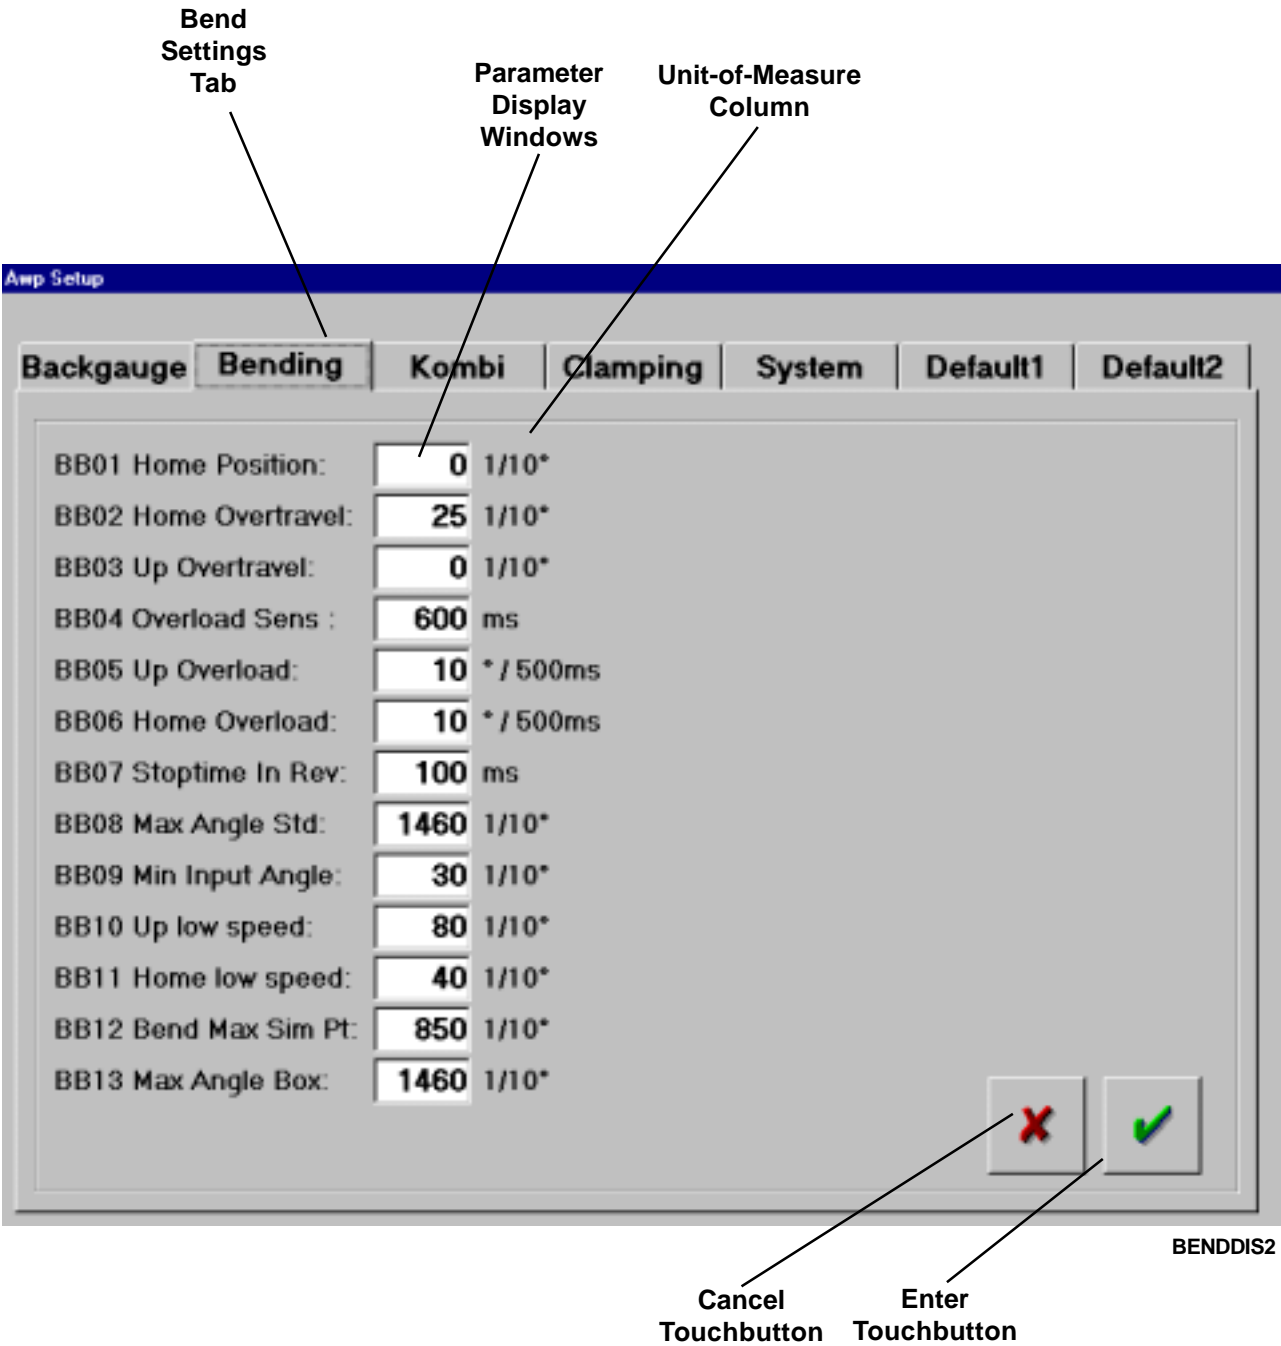 Bend
Settings
Tab
Parameter
Display
Windows
Unit-of-Measure
Column
Awp Setup
Backgauge Bending Kombi Clamping System Default1 Default2
BB01 Home Position: 0 1/10°
BB02 Home Overtravel: 25 1/10°
BB03 Up Overtravel: 0 1/10°
BB04 Overload Sens : 600 ms
BB05 Up Overload: 10 ° / 500ms
BB06 Home Overload: 10 ° / 500ms
BB07 Stoptime In Rev: 100 ms
BB08 Max Angle Std: 1460 1/10°
BB09 Min Input Angle: 30 1/10°
BB10 Up low speed: 80 1/10°
BB11 Home low speed: 40 1/10°
BB12 Bend Max Sim Pt: 850 1/10°
BB13 Max Angle Box: 1460 1/10°
BENDDIS2
Cancel
Touchbutton
Enter
Touchbutton